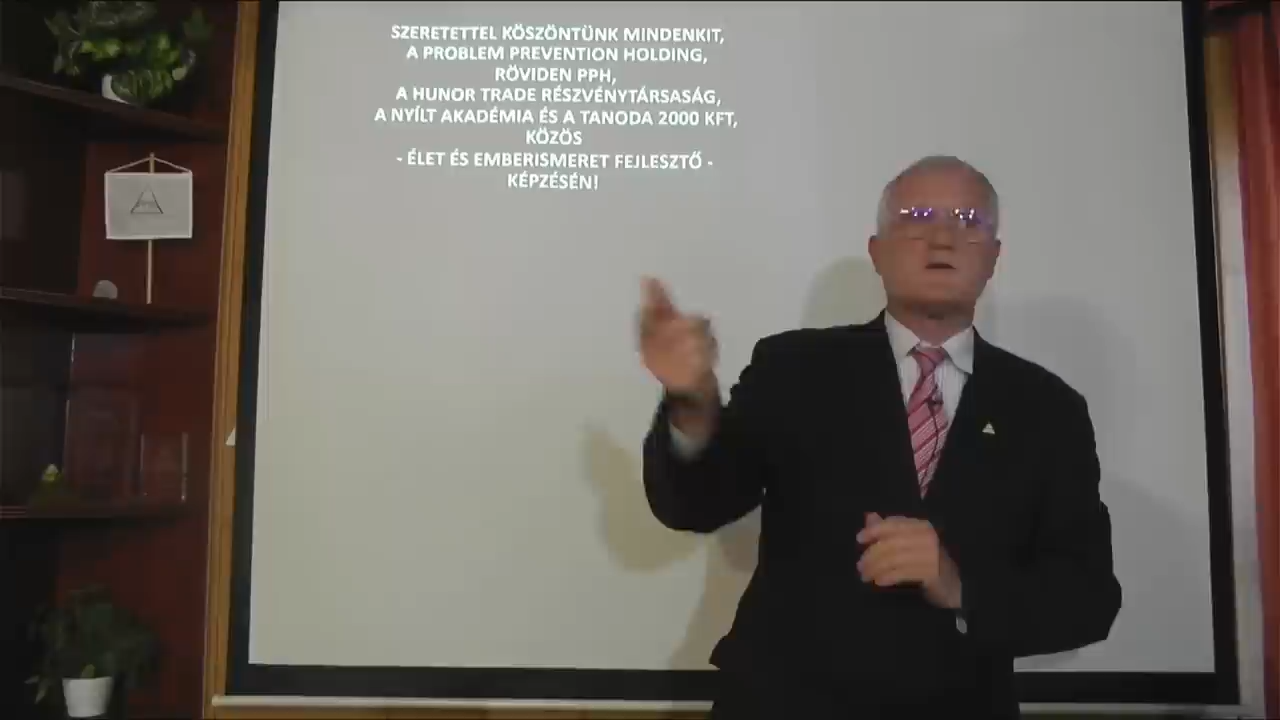 SZERETETTEL KÖSZÖNTÜNK MINDENKIT,
A PROBLEM PREVENTION HOLDING,
RÖVIDEN PPH,
A HUNOR TRADE RÉSZVÉNYTÁRSASÁG,
A NYÍLT AKADÉMIA ÉS A TANODA 2000 KFT,
KÖZÖS
- ÉLET ÉS EMBERISMERET FEJLESZTŐ -
KÉPZÉSÉN!